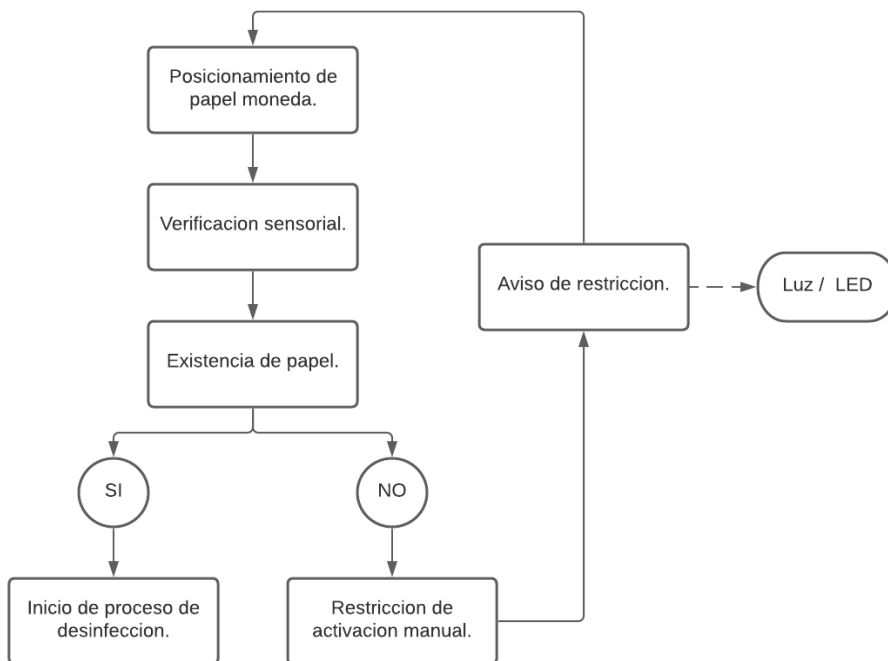 Posicionamiento de
papel moneda.
Verificacion sensorial.
Aviso de restriccion.
Luz /  LED
Existencia de papel.
SI
NO
Inicio de proceso de
desinfeccion.
Restriccion de
activacion manual.